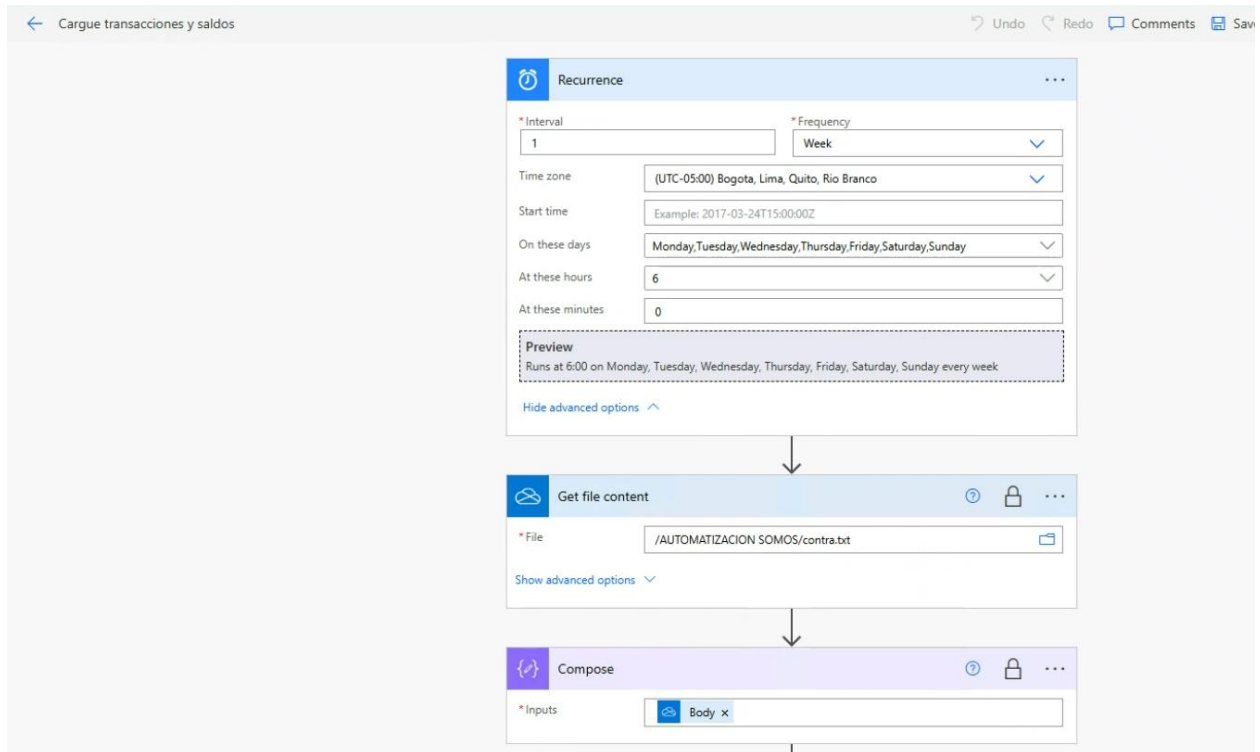 Cargue transacciones y saldos
Undo Redo Comments Save
Recurrence
* Interval
* Frequency
1
Week
Time zone
(UTC-05:00) Bogota, Lima, Quito, Rio Branco
Start time
Example: 2017-03-24T15:00:00Z
On these days
Monday,Tuesday,Wednesday,Thursday,Friday,Saturday,Sunday
At these hours
6
At these minutes
0
Preview
Runs at 6:00 on Monday, Tuesday, Wednesday, Thursday, Friday, Saturday, Sunday every week
Hide advanced options
Get file content
* File
/AUTOMATIZACION SOMOS/contra.txt
Show advanced options
Compose
* Inputs
Body ×